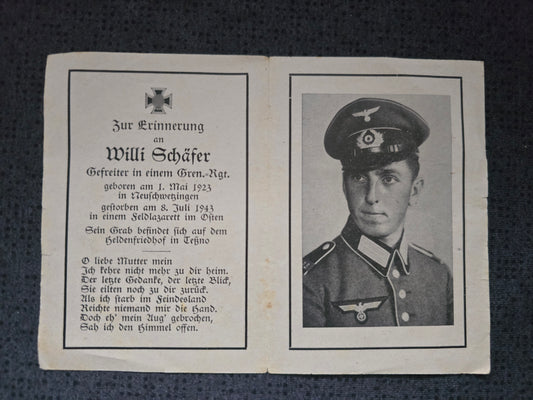 Zur Erinnerung
an
Willi Schäfer
Gefreiter in einem Gren.-Rgt.
geboren am 1. Mai 1923
in Neuschwetzingen
gestorben am 8. Juli 1943
in einem Feldlazarett im Osten
Sein Grab befindet sich auf dem
Heldenfriedhof in Teßno
O liebe Mutter mein
Ich kehre nicht mehr zu dir heim.
Der letzte Gedanke, der letzte Blick,
Sie eilten noch zu dir zurück.
Als ich starb im Feindesland
Reichte niemand mir die Hand.
Doch eh' mein Aug' gebrochen,
Sah ich den Himmel offen.